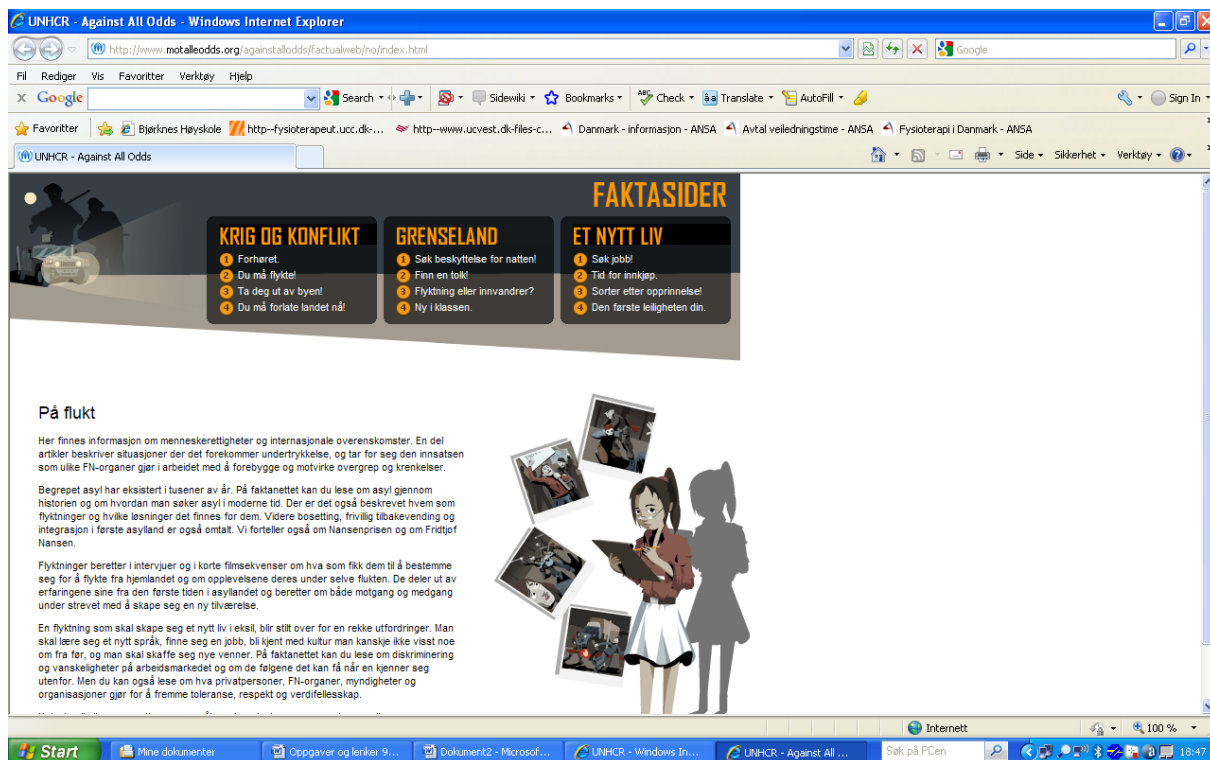 UNHCR - Against All Odds - Windows Internet Explorer
http://www.motalleodds.org/againstallodds/factualweb/no/index.html
Google
Fil Rediger Vis Favoritter Verktøy Hjelp
x Google Search Sidewiki Bookmarks Check Translate AutoFill Sign In
Favoritter Bjørknes Høyskole http--fysioterapeut.ucc.dk-... http--www.ucvest.dk-files-c... Danmark - informasjon - ANSA Avtal veiledningstime - ANSA Fysioterapi i Danmark - ANSA
UNHCR - Against All Odds Side Sikkerhet Verktøy
FAKTASIDER
KRIG OG KONFLIKT
1 Forhøret.
2 Du må flykte!
3 Ta deg ut av byen!
4 Du må forlate landet nå!
GRENSELAND
1 Søk beskyttelse for natten!
2 Finn en tolk!
3 Flyktning eller innvandrer?
4 Ny i klassen.
ET NYTT LIV
1 Søk jobb!
2 Tid for innkjøp.
3 Sorter etter opprinnelse!
4 Den første leiligheten din.
På flukt
Her finnes informasjon om menneskerettigheter og internasjonale overenskomster. En del
artikler beskriver situasjoner der det forekommer undertrykkelse, og tar for seg den innsatsen
som ulike FN-organer gjør i arbeidet med å forebygge og motvirke overgrep og krenkelser.
Begrepet asyl har eksistert i tusener av år. På faktanettet kan du lese om asyl gjennom
historien og om hvordan man søker asyl i moderne tid. Der er det også beskrevet hvem som
flyktninger og hvilke løsninger det finnes for dem. Videre bosetting, frivillig tilbakevending og
integrasjon i første asylland er også omtalt. Vi forteller også om Nansenprisen og om Fridtjof
Nansen.
Flyktninger beretter i intervjuer og i korte filmsekvenser om hva som fikk dem til å bestemme
seg for å flykte fra hjemlandet og om opplevelsene deres under selve flukten. De deler ut av
erfaringene sine fra den første tiden i asyllandet og beretter om både motgang og medgang
under strevet med å skape seg en ny tilværelse.
En flyktning som skal skape seg et nytt liv i eksil, blir stilt over for en rekke utfordringer. Man
skal lære seg et nytt språk, finne seg en jobb, bli kjent med kultur man kanskje ikke visst noe
om fra før, og man skal skaffe seg nye venner. På faktanettet kan du lese om diskriminering
og vanskeligheter på arbeidsmarkedet og om de følgene det kan få når en kjenner seg
utenfor. Men du kan også lese om hva privatpersoner, FN-organer, myndigheter og
organisasjoner gjør for å fremme toleranse, respekt og verdifellesskap.
Internett 100 %
Start Mine dokumenter Oppgaver og lenker 9... Dokument2 - Microsof... UNHCR - Windows In... UNHCR - Against All ... Søk på PCen 18:47